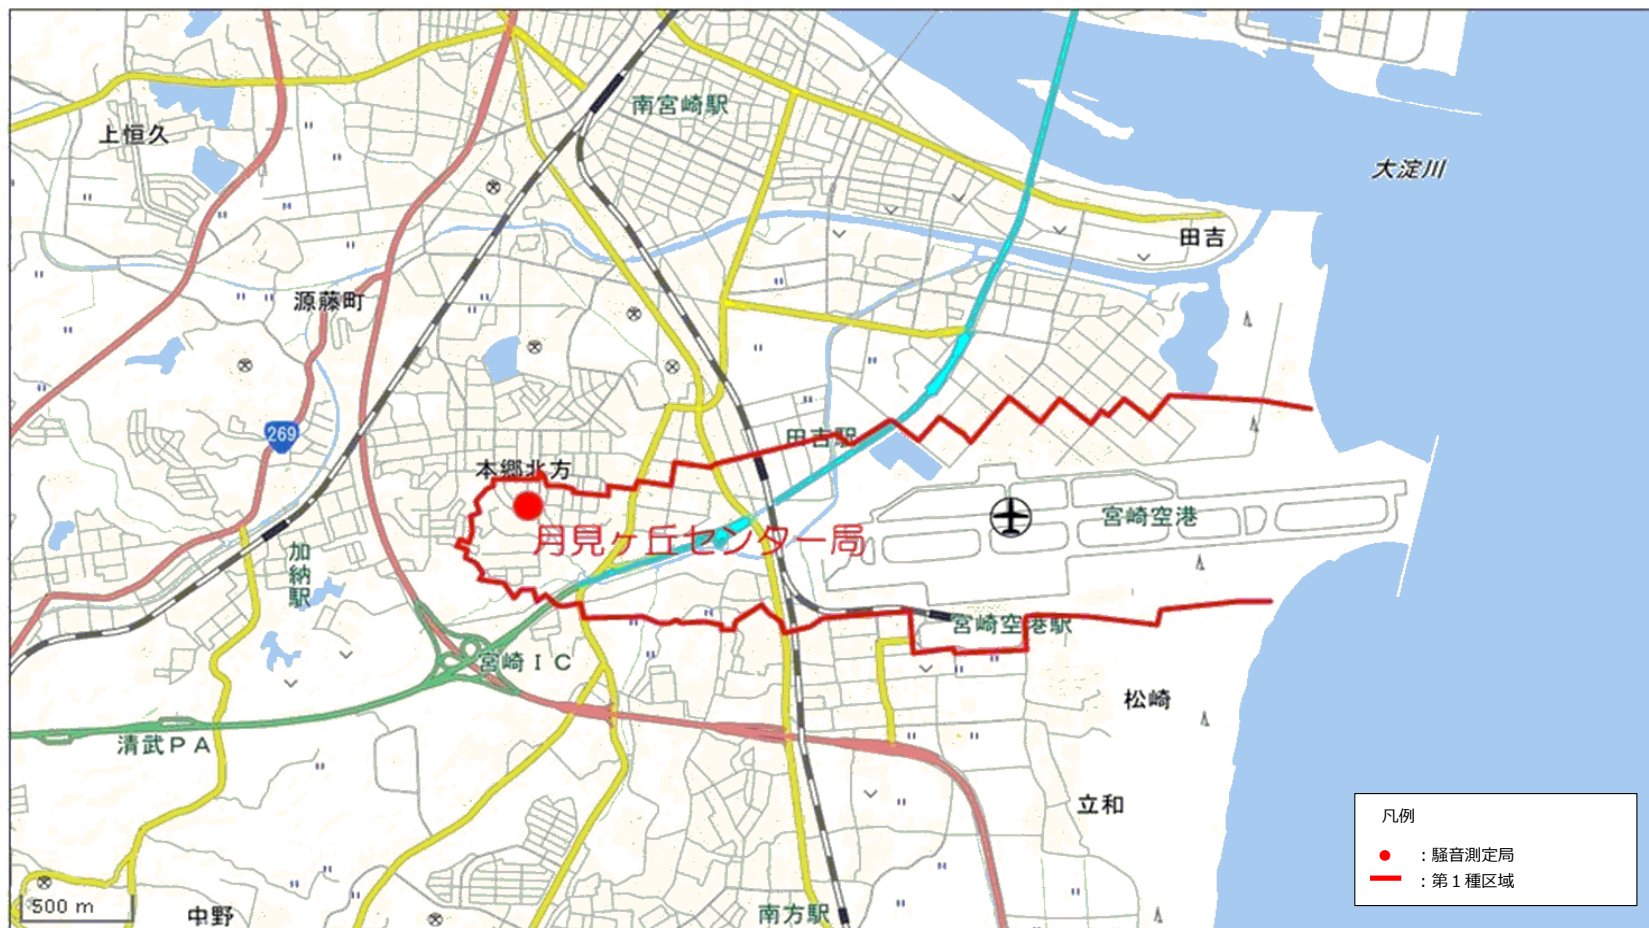 南宮崎駅
上恒久
大淀川
田吉
源藤町
269
田吉駅
本郷北方
宮崎空港
月見ヶ丘センター局
加納駅
宮崎空港駅
宮崎IC
松崎
清武PA
立和
凡例
：騒音測定局
：第１種区域
500 m
中野
南方駅